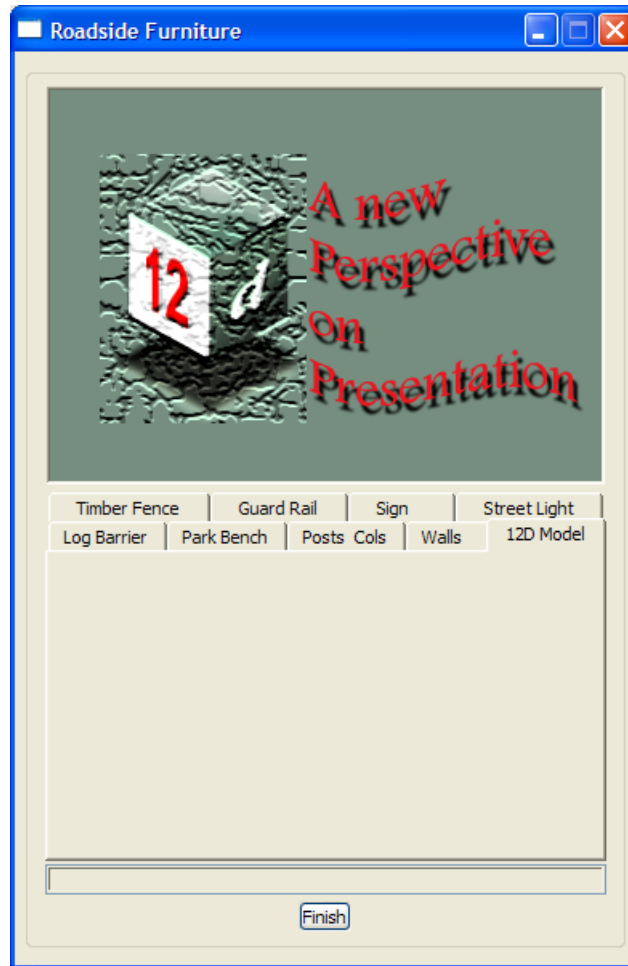 Roadside Furniture
A new
Perspective
on
Presentation
12
d
Timber Fence Guard Rail Sign Street Light
Log Barrier Park Bench Posts Cols Walls 12D Model
Finish